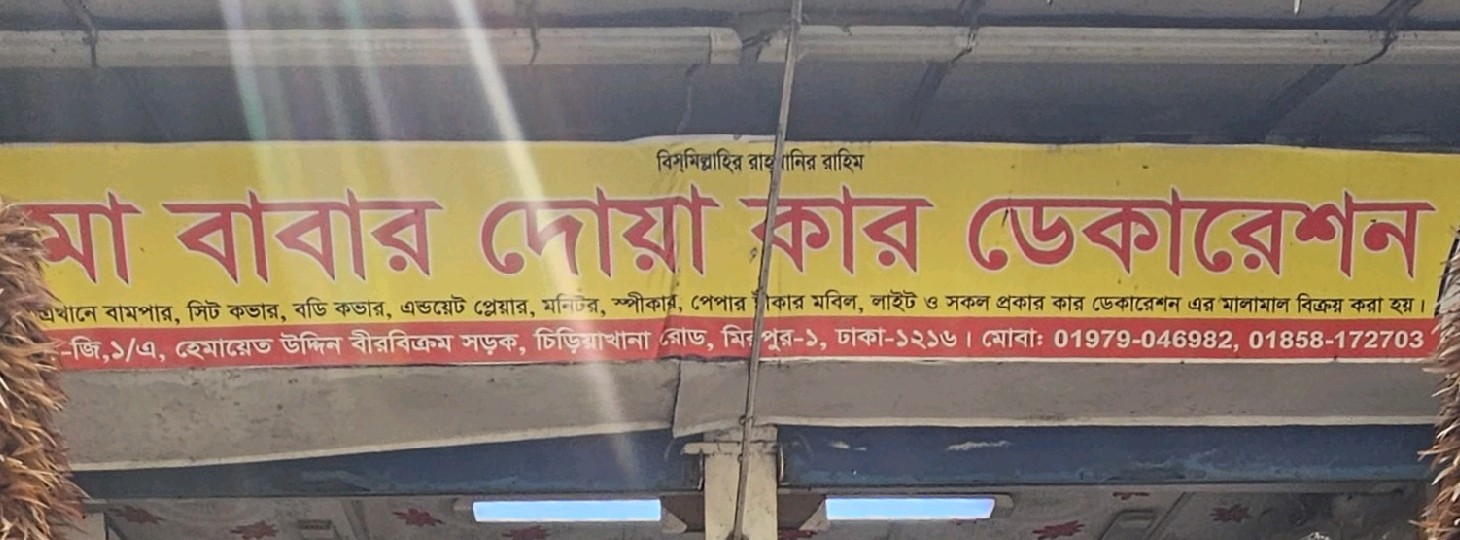 বিস্‌মিল্লাহির রাহমানির রাহিম
মা বাবার দোয়া কার ডেকারেশন
এখানে বামপার, সিট কভার, বডি কভার, এন্ডয়েট প্লেয়ার, মনিটর, স্পীকার, পেপার মবিল, লাইট ও সকল প্রকার কার ডেকারেশন এর মালামাল বিক্রয় করা হয়।
-জি,১/এ, হেমায়েত উদ্দিন বীরবিক্রম সড়ক, চিড়িয়াখানা রোড, মিরপুর-১, ঢাকা-১২১৬। মোবা: 01979-046982, 01858-172703